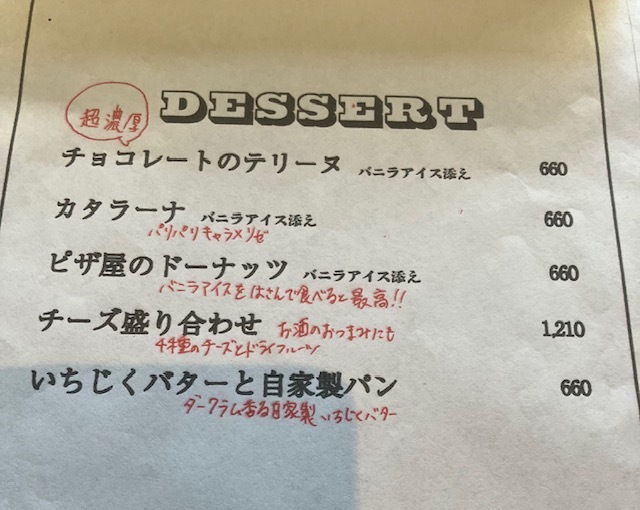 DESSERT
超濃厚
チョコレートのテリーヌ バニラアイス添え 660
カタラーナ バニラアイス添え 660
パリパリキャラメリゼ
ピザ屋のドーナッツ バニラアイス添え 660
バニラアイスをはさんで食べると最高!!
チーズ盛り合わせ お酒のおつまみにも 1,210
4種のチーズとドライフルーツ
いちじくバターと自家製パン 660
ダークラム香る自家製いちじくバター